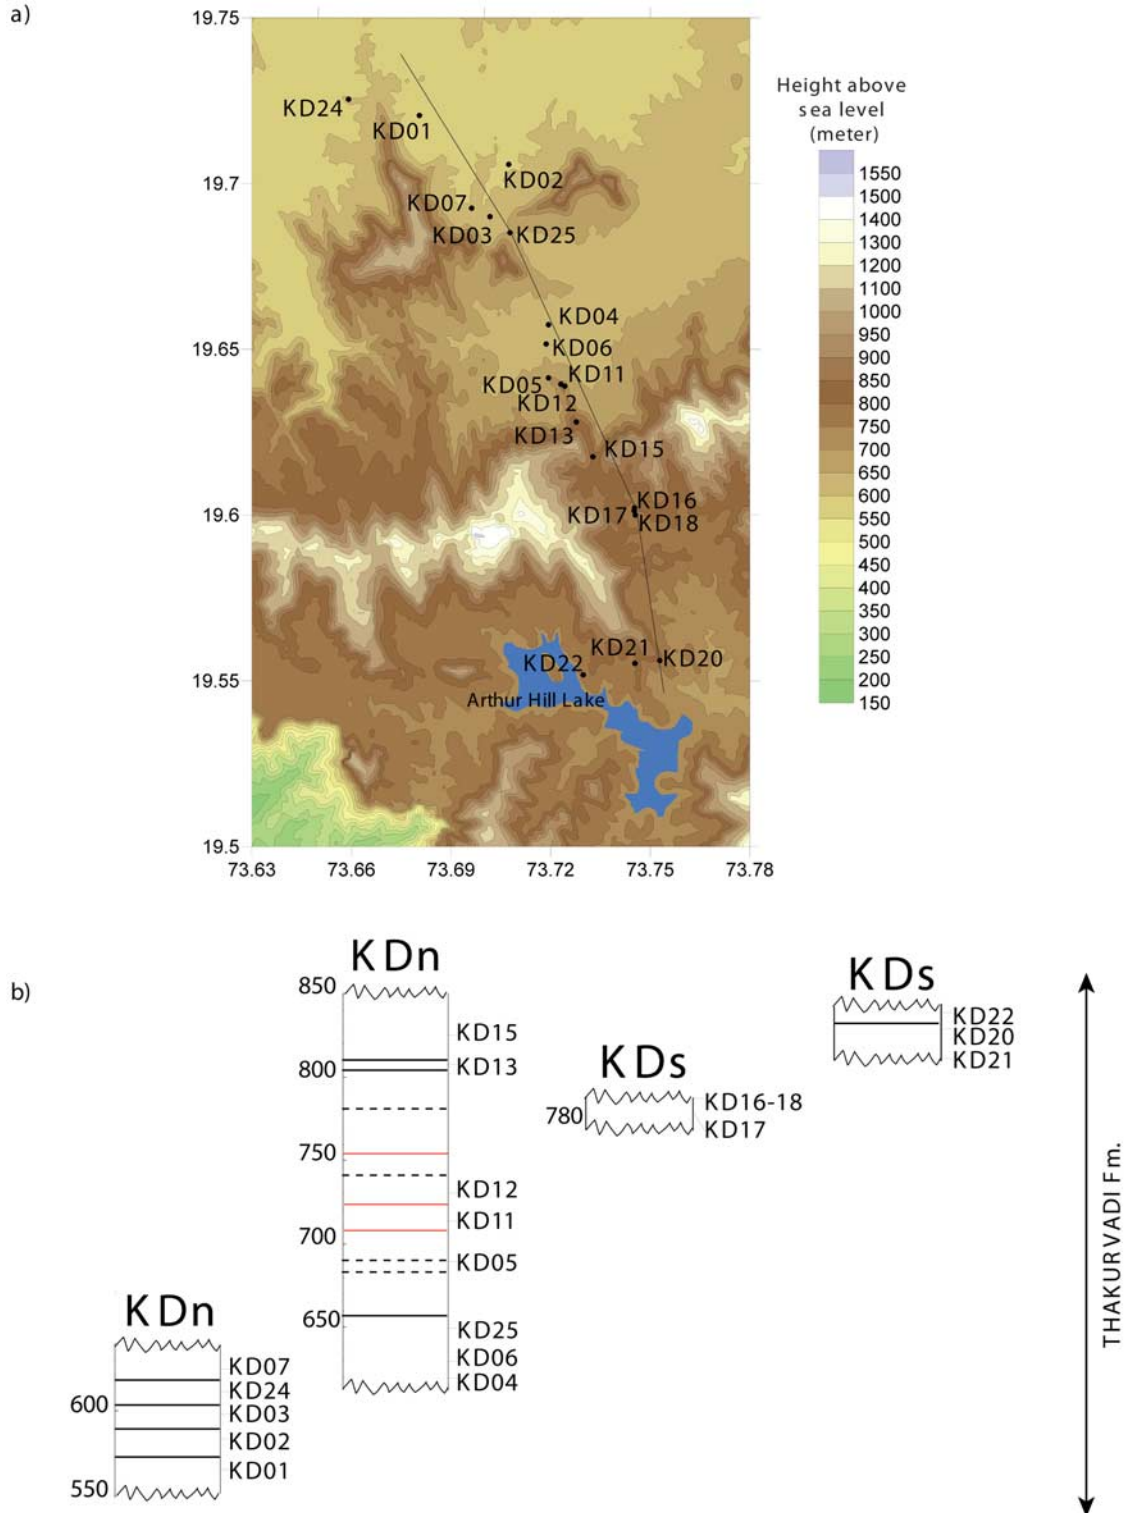 a)
19.75
19.7
19.65
19.6
19.55
19.5
73.63
73.66
73.69
73.72
73.75
73.78
KD24
KD01
KD02
KD07
KD03
KD25
KD04
KD06
KD11
KD05
KD12
KD13
KD15
KD16
KD17
KD18
KD21
KD20
KD22
Arthur Hill Lake
Height above
sea level
(meter)
1550
1500
1400
1300
1200
1100
1000
950
900
850
800
750
700
650
600
550
500
450
400
350
300
250
200
150
b)
KDn
600
550
KD07
KD24
KD03
KD02
KD01
KDn
850
800
750
700
650
KD15
KD13
KD12
KD11
KD05
KD25
KD06
KD04
KDs
780
KD16-18
KD17
KDs
KD22
KD20
KD21
THAKURVADI Fm.